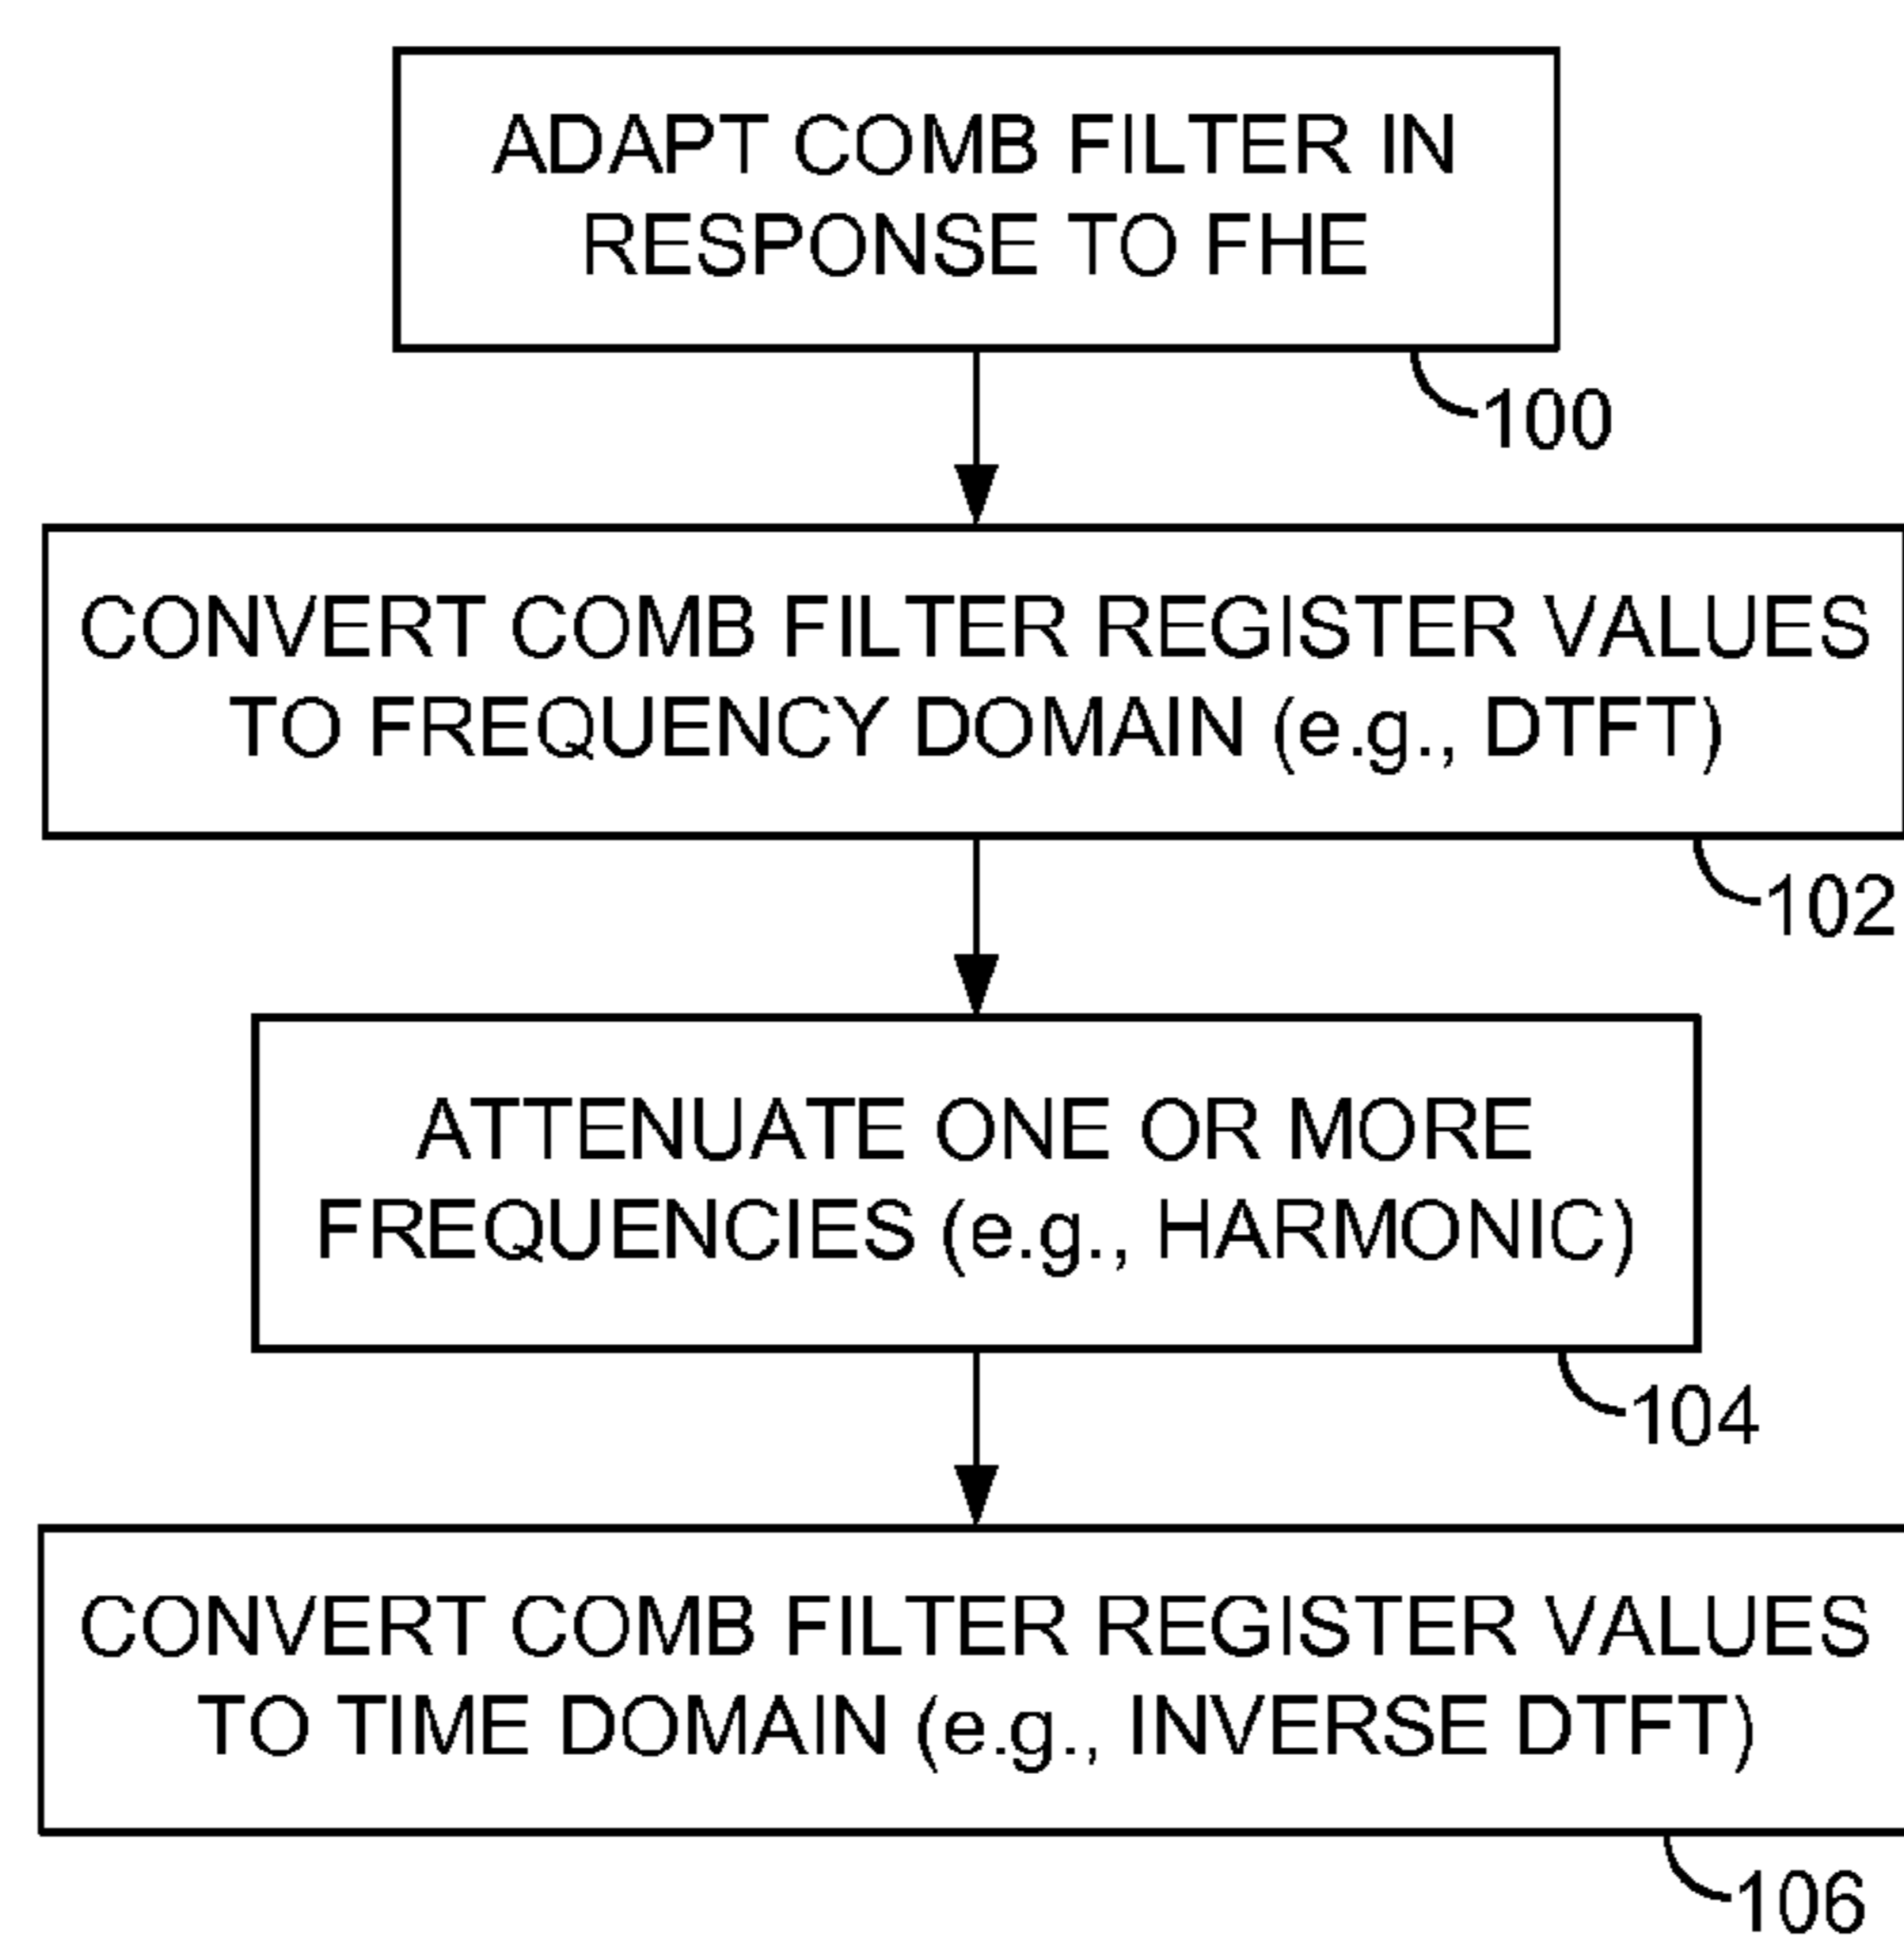 ADAPT COMB FILTER IN
RESPONSE TO FHE
100
CONVERT COMB FILTER REGISTER VALUES
TO FREQUENCY DOMAIN (e.g., DTFT)
102
ATTENUATE ONE OR MORE
FREQUENCIES (e.g., HARMONIC)
104
CONVERT COMB FILTER REGISTER VALUES
TO TIME DOMAIN (e.g., INVERSE DTFT)
106